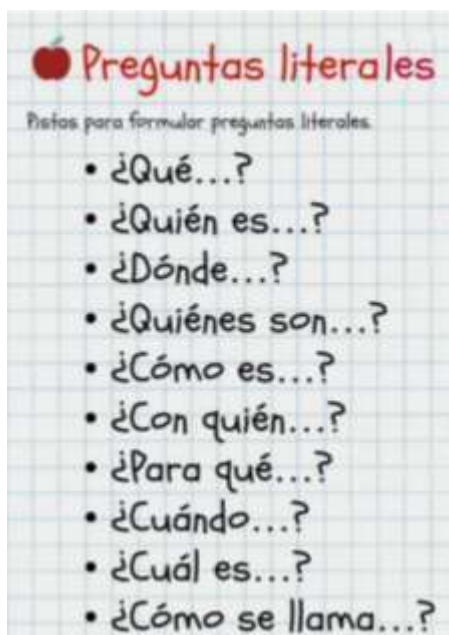 Preguntas literales
Pistas para formular preguntas literales.
• ¿Qué...?
• ¿Quién es...?
• ¿Dónde...?
• ¿Quiénes son...?
• ¿Cómo es...?
• ¿Con quién...?
• ¿Para qué...?
• ¿Cuándo...?
• ¿Cuál es...?
• ¿Cómo se llama...?